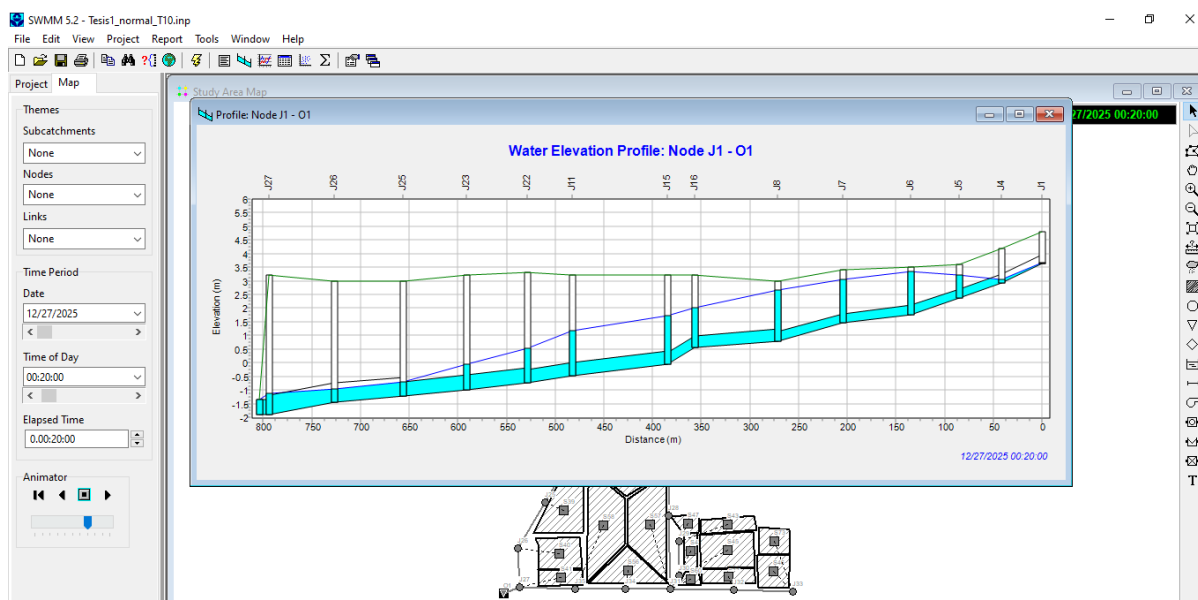 SWMM 5.2 - Tesis1_normal_T10.inp
File Edit View Project Report Tools Window Help
Project Map
Themes
Subcatchments
None
Nodes
None
Links
None
Time Period
Date
12/27/2025
Time of Day
00:20:00
Elapsed Time
0.00:20:00
Animator
Study Area Map
27/2025 00:20:00
Profile: Node J1 - O1
Water Elevation Profile: Node J1 - O1
J27 J26 J25 J23 J22 J11 J15 J16 J8 J7 J6 J5 J4 J1
Elevation (m)
6
5.5
5
4.5
4
3.5
3
2.5
2
1.5
1
0.5
0
-0.5
-1
-1.5
-2
800 750 700 650 600 550 500 450 400 350 300 250 200 150 100 50 0
Distance (m)
12/27/2025 00:20:00
T
J26
J27
O1
J33